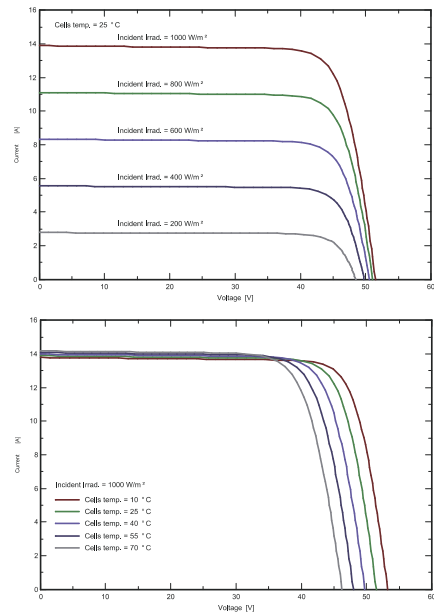 Cells temp. = 25 °C
Incident Irrad. = 1000 W/m²
Incident Irrad. = 800 W/m²
Incident Irrad. = 600 W/m²
Incident Irrad. = 400 W/m²
Incident Irrad. = 200 W/m²
Current [A]
16
14
12
10
8
6
4
2
0
0 10 20 30 40 50 60
Voltage [V]
Current [A]
16
14
12
10
8
6
4
2
0
Incident Irrad. = 1000 W/m²
Cells temp. = 10 °C
Cells temp. = 25 °C
Cells temp. = 40 °C
Cells temp. = 55 °C
Cells temp. = 70 °C
0 10 20 30 40 50 60
Voltage [V]